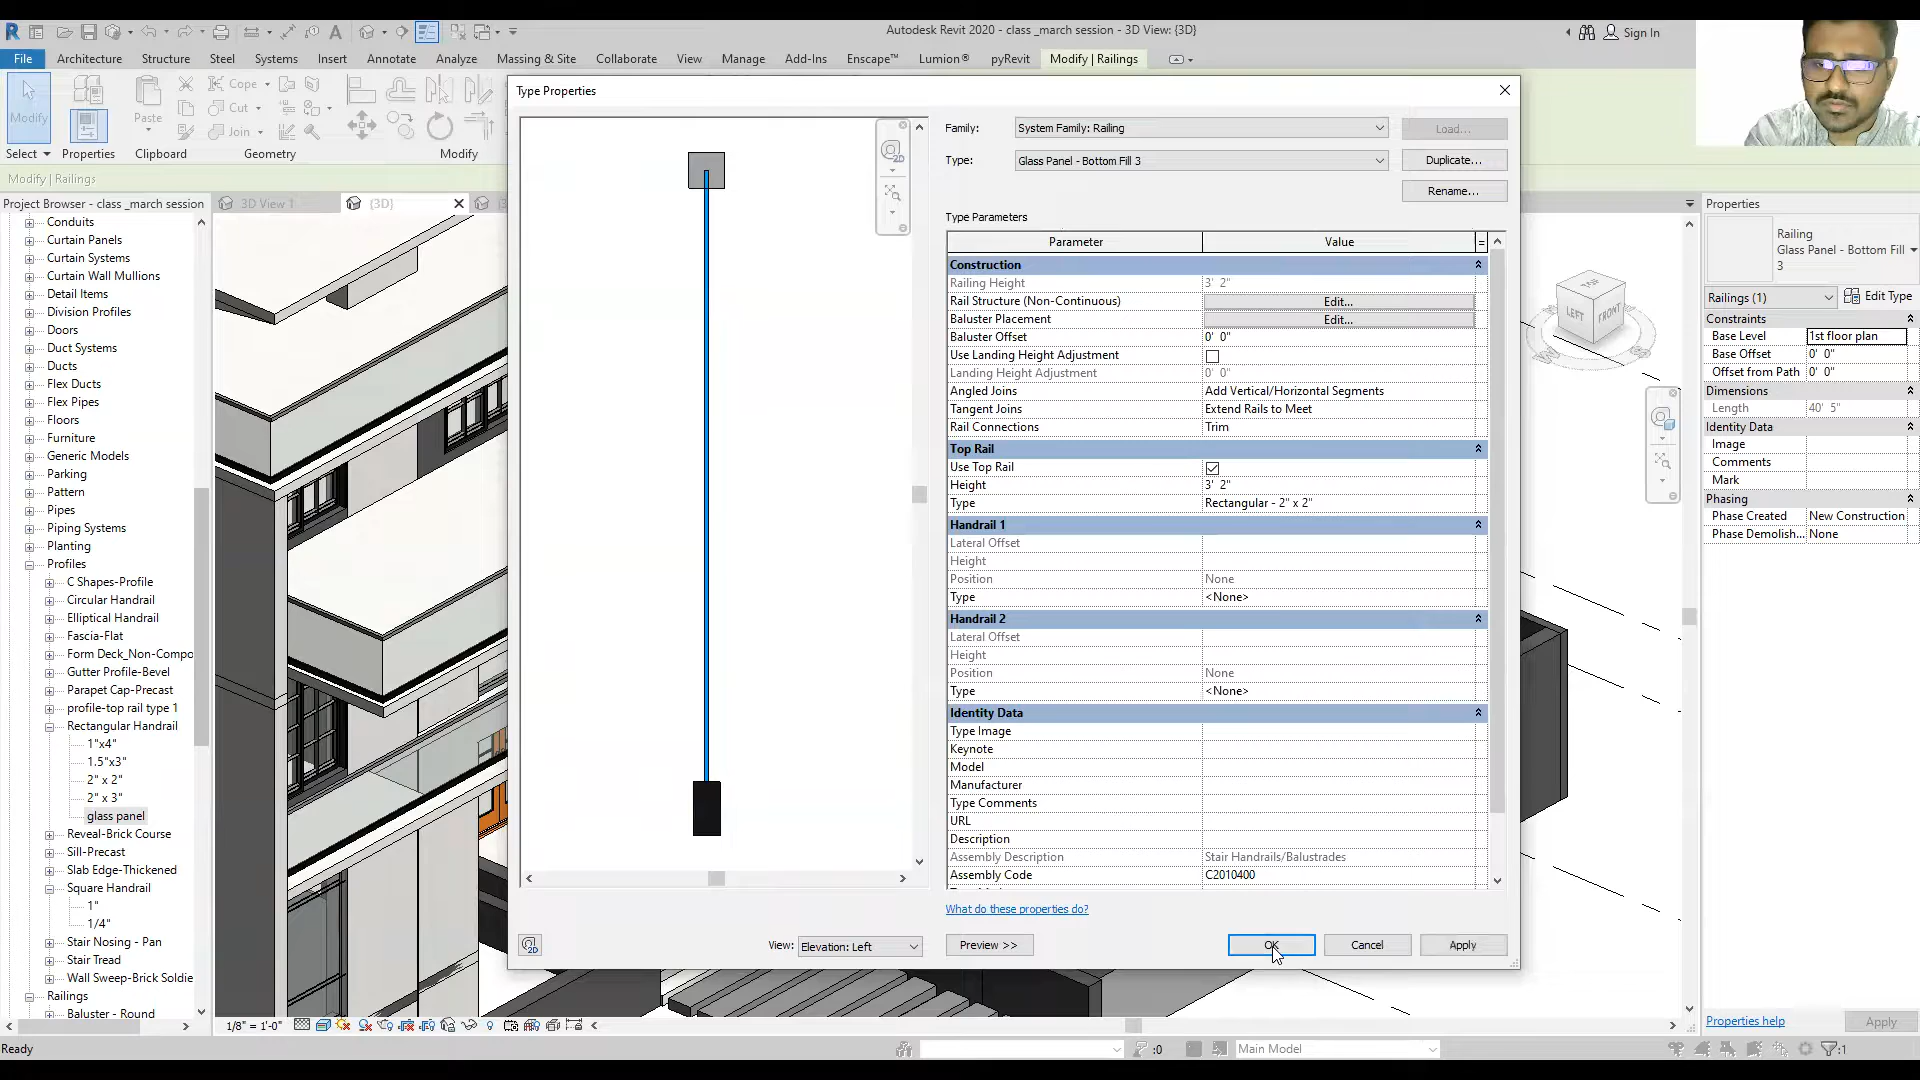 Autodesk Revit 2020 - class _march session - 3D View: {3D}
Sign In
File Architecture Structure Steel Systems Insert Annotate Analyze Massing & Site Collaborate View Manage Add-Ins Enscape™ Lumion® pyRevit Modify | Railings
Modify
Paste
Cope
Cut
Join
Select Properties Clipboard Geometry Modify
Modify | Railings
Project Browser - class _march session
3D View 1
{3D}
Conduits
Curtain Panels
Curtain Systems
Curtain Wall Mullions
Detail Items
Division Profiles
Doors
Duct Systems
Ducts
Flex Ducts
Flex Pipes
Floors
Furniture
Generic Models
Parking
Pattern
Pipes
Piping Systems
Planting
Profiles
C Shapes-Profile
Circular Handrail
Elliptical Handrail
Fascia-Flat
Form Deck_Non-Compo
Gutter Profile-Bevel
Parapet Cap-Precast
profile-top rail type 1
Rectangular Handrail
1"x4"
1.5"x3"
2" x 2"
2" x 3"
glass panel
Reveal-Brick Course
Sill-Precast
Slab Edge-Thickened
Square Handrail
1"
1/4"
Stair Nosing - Pan
Stair Tread
Wall Sweep-Brick Soldie
Railings
Baluster - Round
Type Properties
Family: System Family: Railing Load...
Type: Glass Panel - Bottom Fill 3 Duplicate...
Rename...
Type Parameters
Parameter Value =
Construction
Railing Height 3' 2"
Rail Structure (Non-Continuous) Edit...
Baluster Placement Edit...
Baluster Offset 0' 0"
Use Landing Height Adjustment
Landing Height Adjustment 0' 0"
Angled Joins Add Vertical/Horizontal Segments
Tangent Joins Extend Rails to Meet
Rail Connections Trim
Top Rail
Use Top Rail
Height 3' 2"
Type Rectangular - 2" x 2"
Handrail 1
Lateral Offset
Height
Position None
Type <None>
Handrail 2
Lateral Offset
Height
Position None
Type <None>
Identity Data
Type Image
Keynote
Model
Manufacturer
Type Comments
URL
Description
Assembly Description Stair Handrails/Balustrades
Assembly Code C2010400
What do these properties do?
View: Elevation: Left
Preview >> OK Cancel Apply
TOP
LEFT
FRONT
W
Properties
Railing
Glass Panel - Bottom Fill
3
Railings (1) Edit Type
Constraints
Base Level 1st floor plan
Base Offset 0' 0"
Offset from Path 0' 0"
Dimensions
Length 40' 5"
Identity Data
Image
Comments
Mark
Phasing
Phase Created New Construction
Phase Demolish... None
Properties help Apply
1/8" = 1'-0"
Ready
:0
Main Model
:1